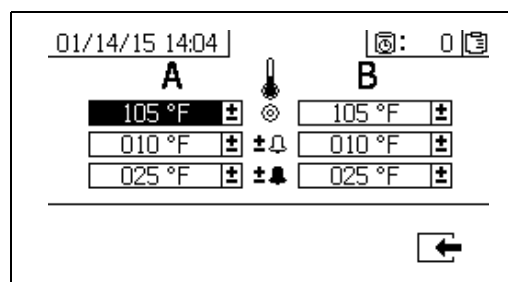 01/14/15 14:04 : 0
A B
105 °F ± 105 °F ±
010 °F ± ± 010 °F ±
025 °F ± ± 025 °F ±